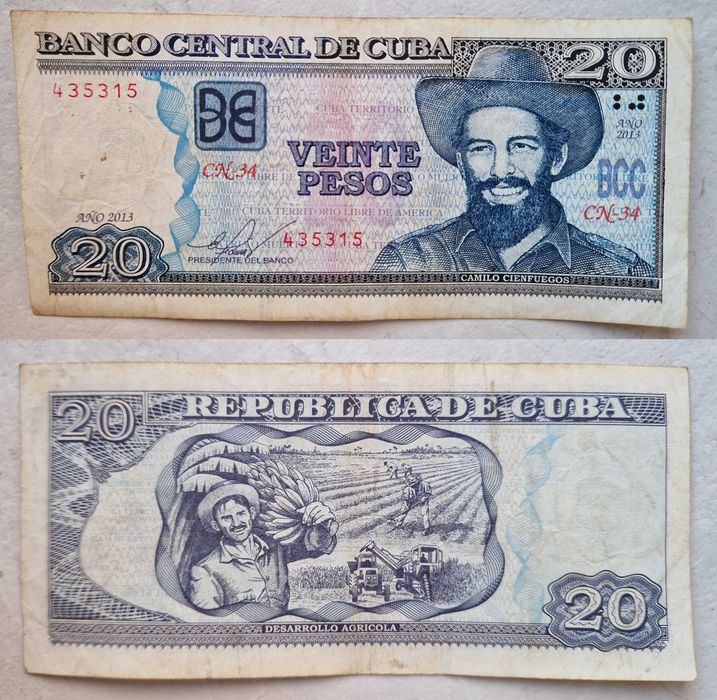 BANCO CENTRAL DE CUBA
20
435315
AÑO
2013
CUBA TERRITORIO
CN-34
VEINTE
PESOS
BCC
CN-34
CUBA TERRITORIO LIBRE DE AMERICA
AÑO 2013
435315
20
PRESIDENTE DEL BANCO
CAMILO CIENFUEGOS
20
REPUBLICA DE CUBA
20
DESARROLLO AGRICOLA